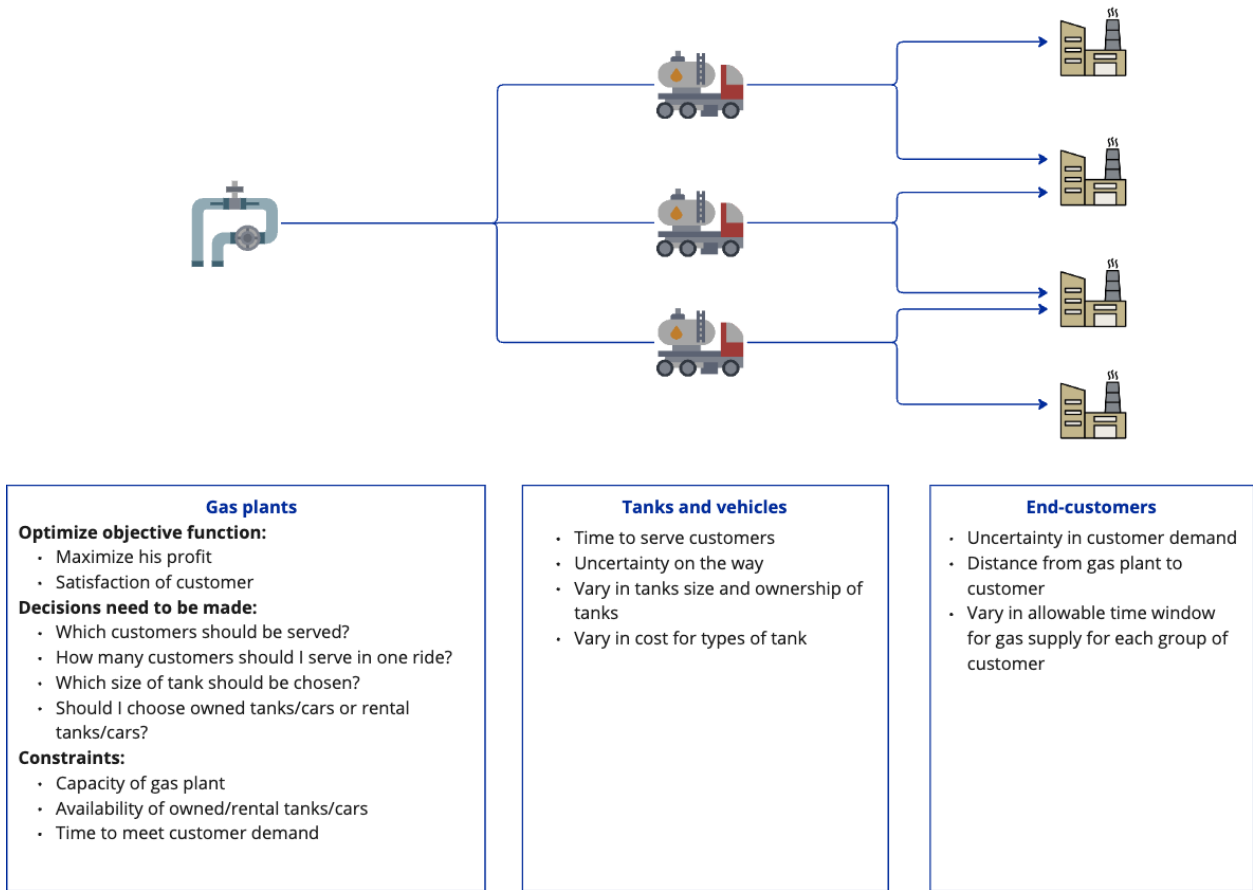 Gas plants
Optimize objective function:
• Maximize his profit
• Satisfaction of customer
Decisions need to be made:
• Which customers should be served?
• How many customers should I serve in one ride?
• Which size of tank should be chosen?
• Should I choose owned tanks/cars or rental
tanks/cars?
Constraints:
• Capacity of gas plant
• Availability of owned/rental tanks/cars
• Time to meet customer demand
Tanks and vehicles
• Time to serve customers
• Uncertainty on the way
• Vary in tanks size and ownership of
tanks
• Vary in cost for types of tank
End-customers
• Uncertainty in customer demand
• Distance from gas plant to
customer
• Vary in allowable time window
for gas supply for each group of
customer